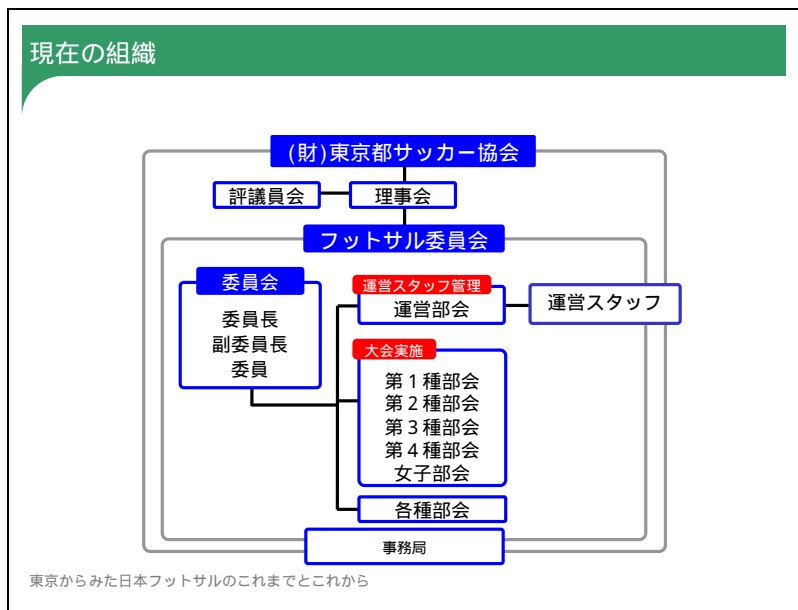 現在の組織
(財)東京都サッカー協会
評議員会
理事会
フットサル委員会
委員会
委員長
副委員長
委員
運営スタッフ管理
運営部会
運営スタッフ
大会実施
第1種部会
第2種部会
第3種部会
第4種部会
女子部会
各種部会
事務局
東京からみた日本フットサルのこれまでとこれから